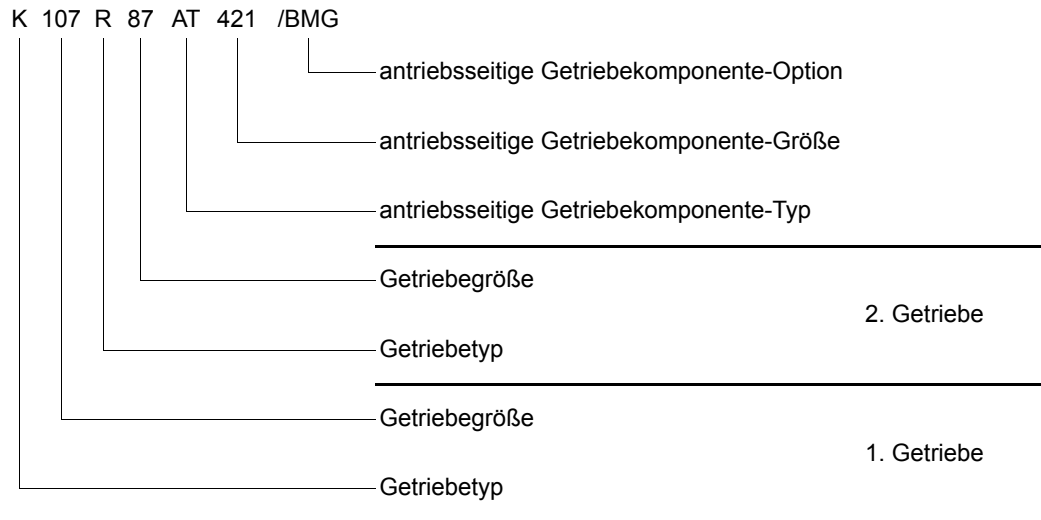 K 107 R 87 AT 421 /BMG
antriebsseitige Getriebekomponente-Option
antriebsseitige Getriebekomponente-Größe
antriebsseitige Getriebekomponente-Typ
Getriebegröße
2. Getriebe
Getriebetyp
Getriebegröße
1. Getriebe
Getriebetyp